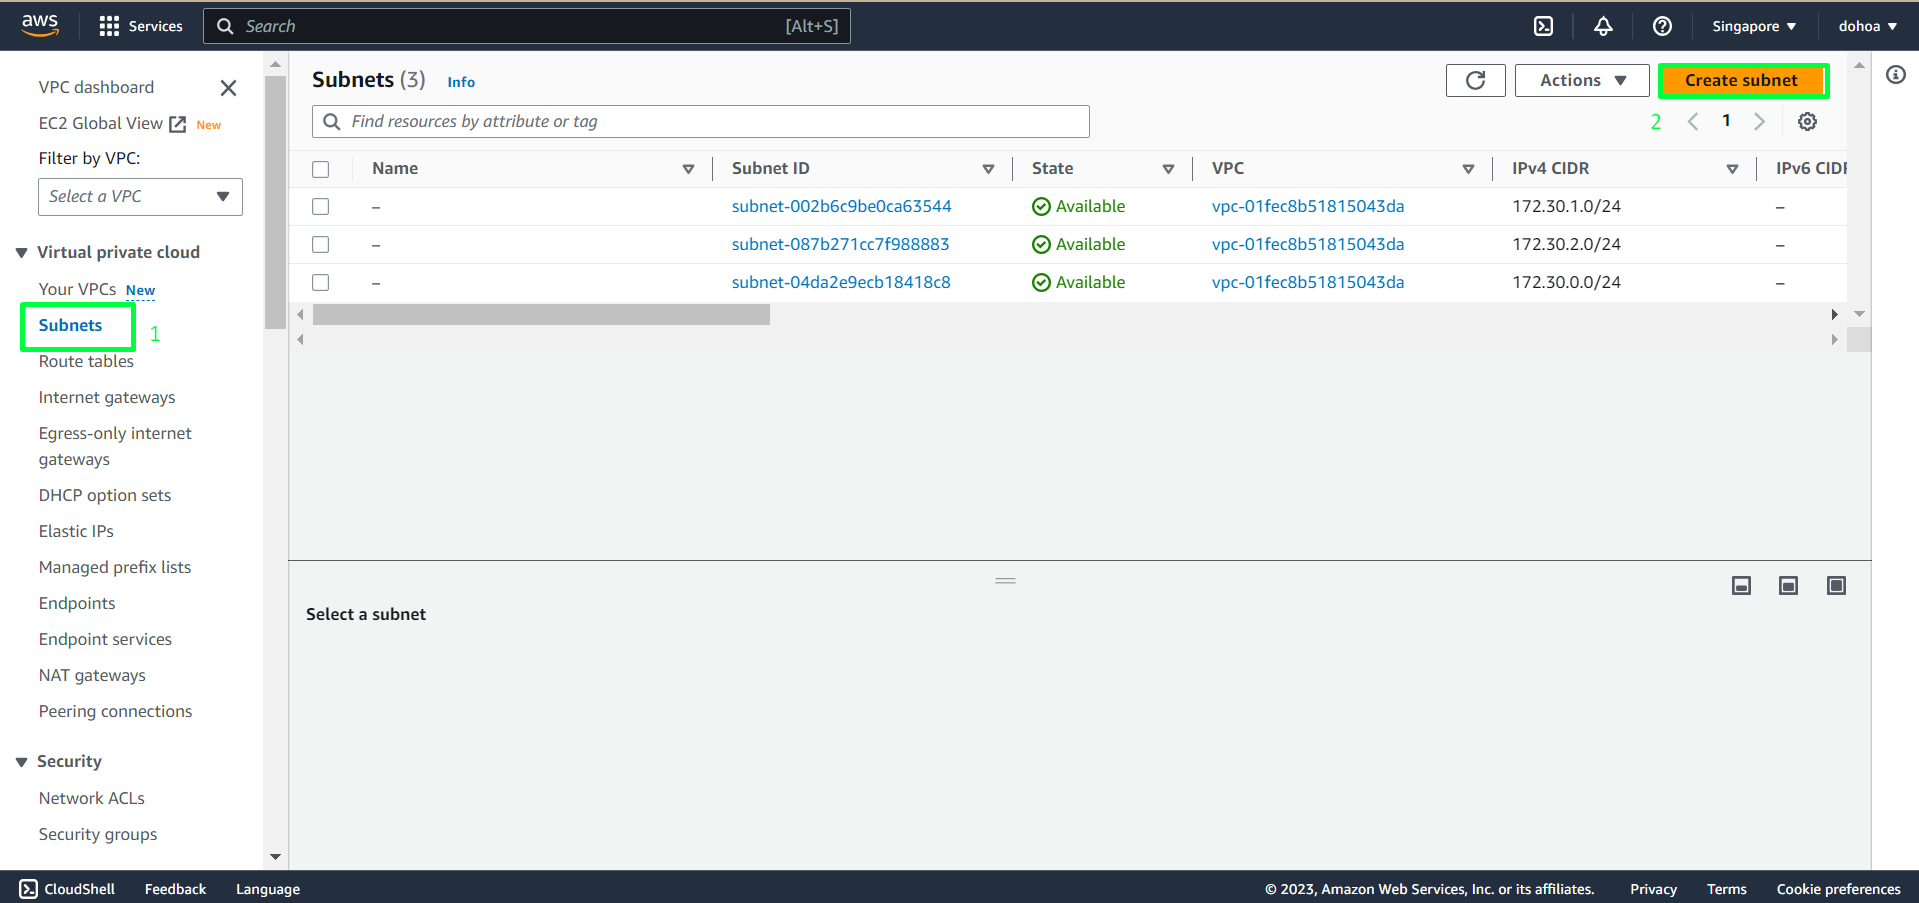 aws Services Search [Alt+S] Singapore dohoa
VPC dashboard
EC2 Global View New
Filter by VPC:
Select a VPC
Virtual private cloud
Your VPCs New
Subnets 1
Route tables
Internet gateways
Egress-only internet
gateways
DHCP option sets
Elastic IPs
Managed prefix lists
Endpoints
Endpoint services
NAT gateways
Peering connections
Security
Network ACLs
Security groups
Subnets (3) Info Actions Create subnet
Find resources by attribute or tag 2 1
Name Subnet ID State VPC IPv4 CIDR IPv6 CIDR
– subnet-002b6c9be0ca63544 Available vpc-01fec8b51815043da 172.30.1.0/24 –
– subnet-087b271cc7f988883 Available vpc-01fec8b51815043da 172.30.2.0/24 –
– subnet-04da2e9ecb18418c8 Available vpc-01fec8b51815043da 172.30.0.0/24 –
Select a subnet
CloudShell Feedback Language © 2023, Amazon Web Services, Inc. or its affiliates. Privacy Terms Cookie preferences